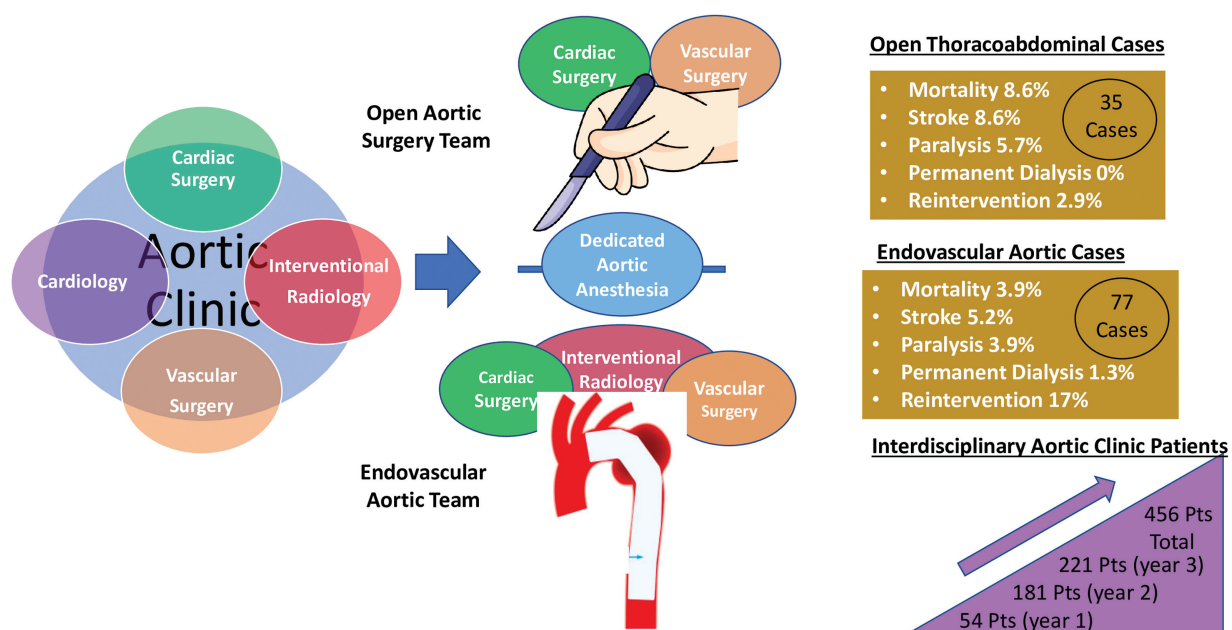 Cardiac
Surgery
Cardiology
Aortic
Clinic
Interventional
Radiology
Vascular
Surgery
Open Aortic
Surgery Team
Cardiac
Surgery
Vascular
Surgery
Dedicated
Aortic
Anesthesia
Interventional
Radiology
Cardiac
Surgery
Vascular
Surgery
Endovascular
Aortic Team
Open Thoracoabdominal Cases
• Mortality 8.6%
• Stroke 8.6%
• Paralysis 5.7%
• Permanent Dialysis 0%
• Reintervention 2.9%
35
Cases
Endovascular Aortic Cases
• Mortality 3.9%
• Stroke 5.2%
• Paralysis 3.9%
• Permanent Dialysis 1.3%
• Reintervention 17%
77
Cases
Interdisciplinary Aortic Clinic Patients
456 Pts
Total
221 Pts (year 3)
181 Pts (year 2)
54 Pts (year 1)